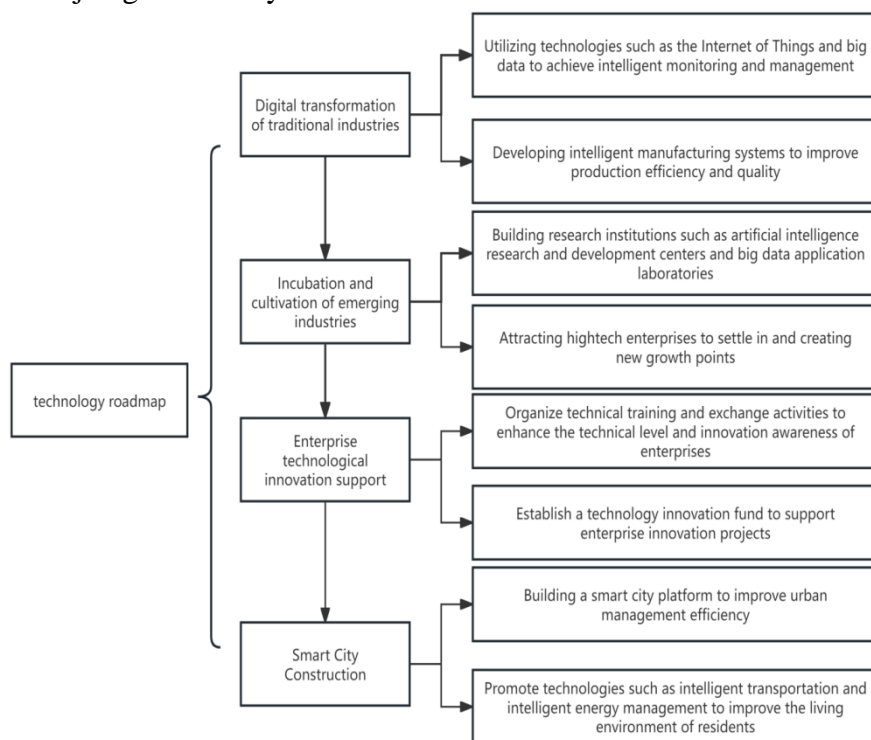 Utilizing technologies such as the Internet of Things and big
data to achieve intelligent monitoring and management
Digital transformation
of traditional industries
Developing intelligent manufacturing systems to improve
production efficiency and quality
Building research institutions such as artificial intelligence
research and development centers and big data application
laboratories
Incubation and
cultivation of emerging
industries
Attracting hightech enterprises to settle in and creating
new growth points
technology roadmap
Organize technical training and exchange activities to
enhance the technical level and innovation awareness of
enterprises
Enterprise
technological
innovation support
Establish a technology innovation fund to support
enterprise innovation projects
Building a smart city platform to improve urban
management efficiency
Smart City
Construction
Promote technologies such as intelligent transportation and
intelligent energy management to improve the living
environment of residents